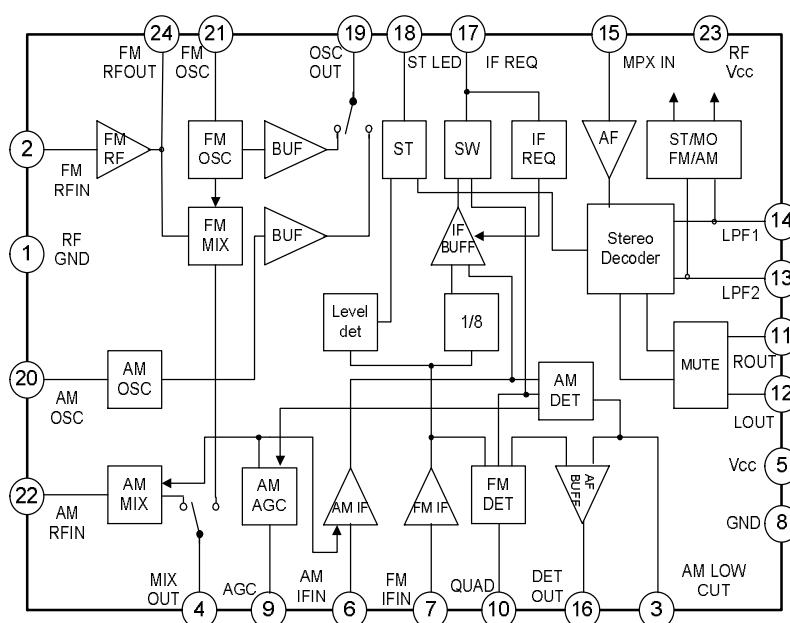 24
21
19
18
17
15
23
FM
RFOUT
FM
OSC
OSC
OUT
ST LED
IF REQ
MPX IN
RF
Vcc
2
FM
RFIN
FM
RF
FM
OSC
BUF
ST
SW
IF
REQ
AF
ST/MO
FM/AM
1
RF
GND
FM
MIX
BUF
IF
BUFF
Stereo
Decoder
14
LPF1
13
LPF2
Level
det
1/8
11
ROUT
MUTE
12
LOUT
20
AM
OSC
AM
OSC
AM
DET
5
Vcc
22
AM
RFIN
AM
MIX
AM
AGC
AM IF
FM IF
FM
DET
AF
BUFF
8
GND
MIX
OUT
AGC
AM
IFIN
FM
IFIN
QUAD
DET
OUT
AM LOW
CUT
4
9
6
7
10
16
3